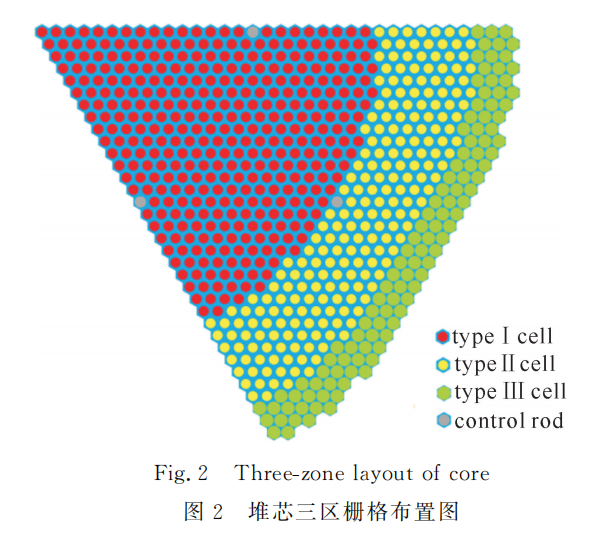 type Ⅰ cell
type Ⅱ cell
type Ⅲ cell
control rod
Fig. 2 Three-zone layout of core
图 2 堆芯三区栅格布置图